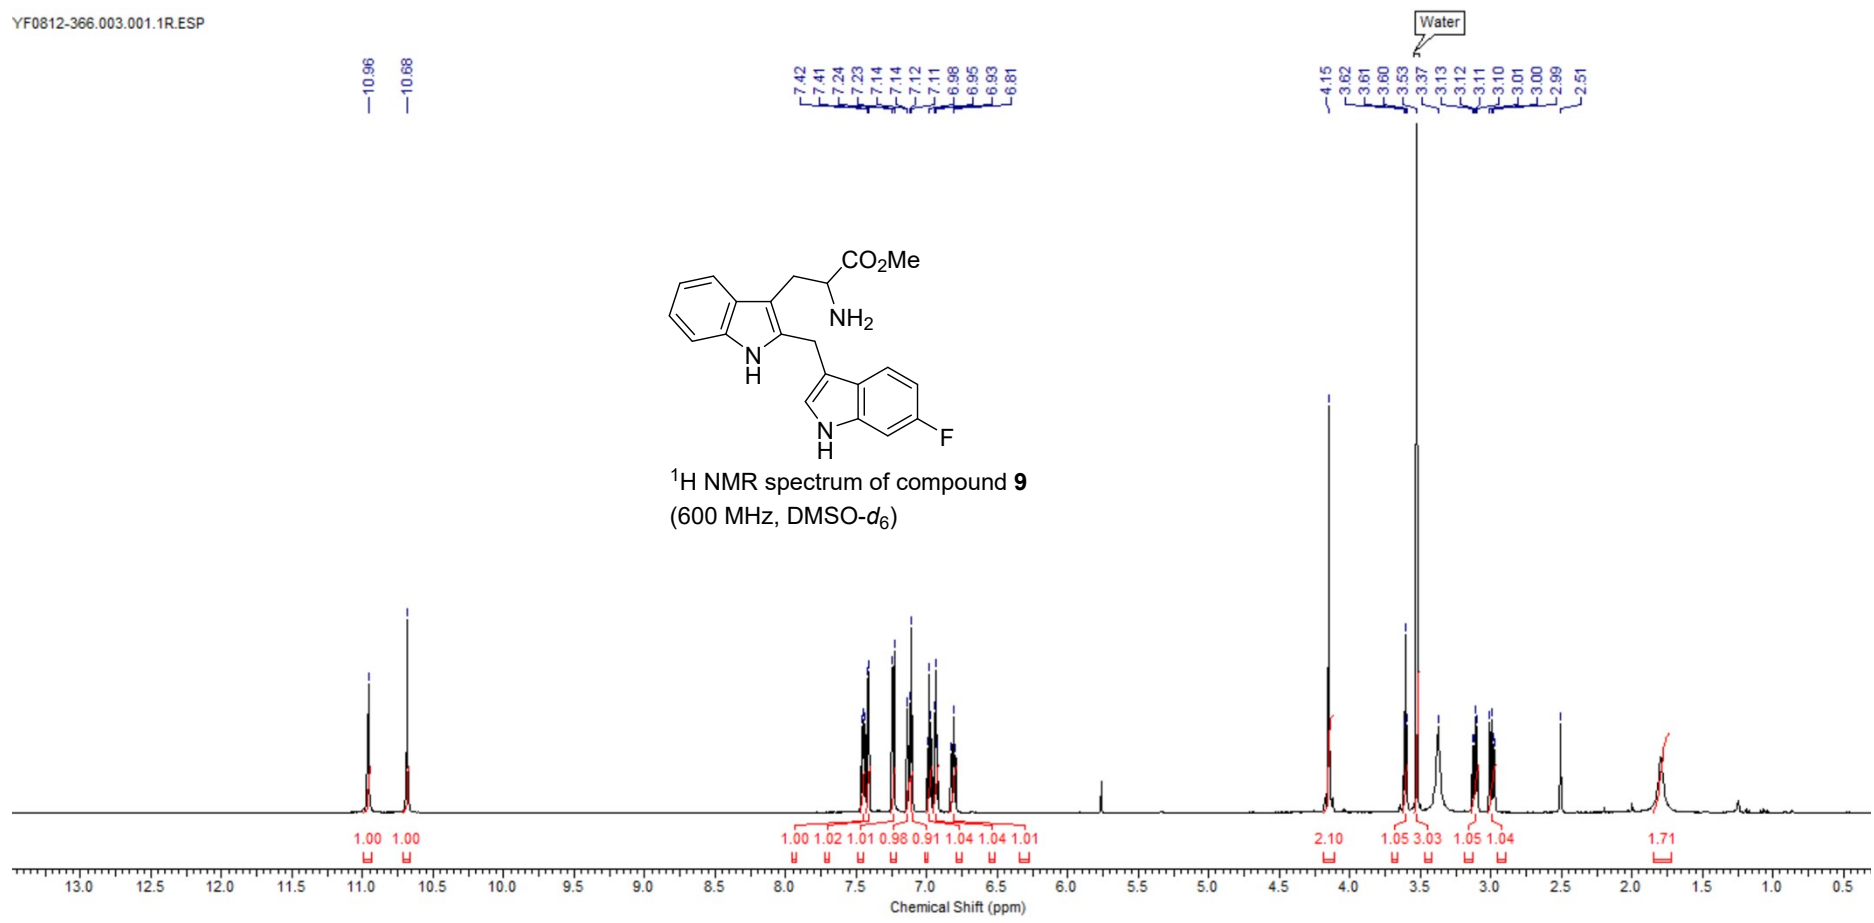 YF0812-366.003.001.1R.ESP
Water
10.96 10.68 7.42 7.41 7.24 7.23 7.14 7.14 7.12 7.11 6.98 6.95 6.93 6.81 4.15 3.62 3.61 3.60 3.53 3.37 3.13 3.12 3.11 3.10 3.01 3.00 2.99 2.51
CO₂Me
NH₂
N
H
F
N
H
¹H NMR spectrum of compound 9
(600 MHz, DMSO-d₆)
1.00 1.00 1.00 1.02 1.01 0.98 0.91 1.04 1.04 1.01 2.10 1.05 3.03 1.05 1.04 1.71
13.0 12.5 12.0 11.5 11.0 10.5 10.0 9.5 9.0 8.5 8.0 7.5 7.0 6.5 6.0 5.5 5.0 4.5 4.0 3.5 3.0 2.5 2.0 1.5 1.0 0.5
Chemical Shift (ppm)